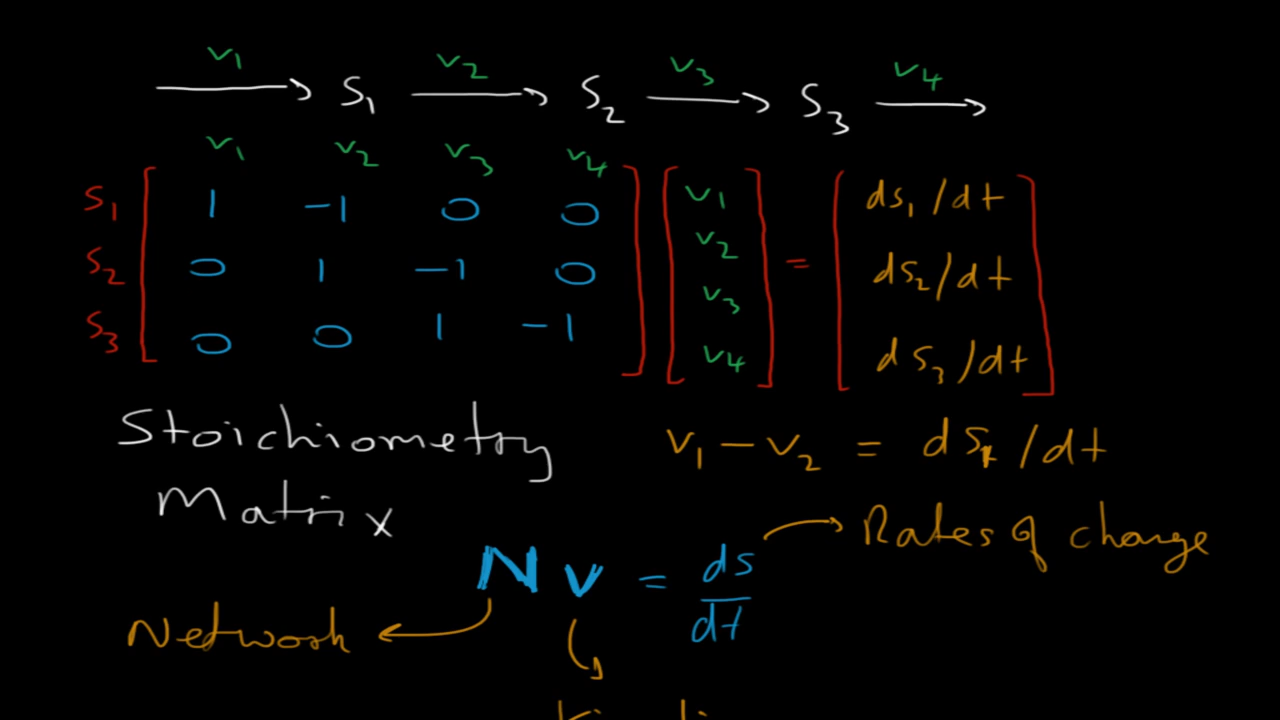 v1 v2 v3 v4
→ S1 → S2 → S3 →
v1 v2 v3 v4
S1 [ 1 -1 0 0 ] [ v1 ] = [ ds1/dt ]
S2 [ 0 1 -1 0 ] [ v2 ] [ ds2/dt ]
S3 [ 0 0 1 -1 ] [ v3 ] [ ds3/dt ]
v4
Stoichiometry
Matrix
v1 - v2 = ds1/dt
N v = ds/dt
Rates of change
Network